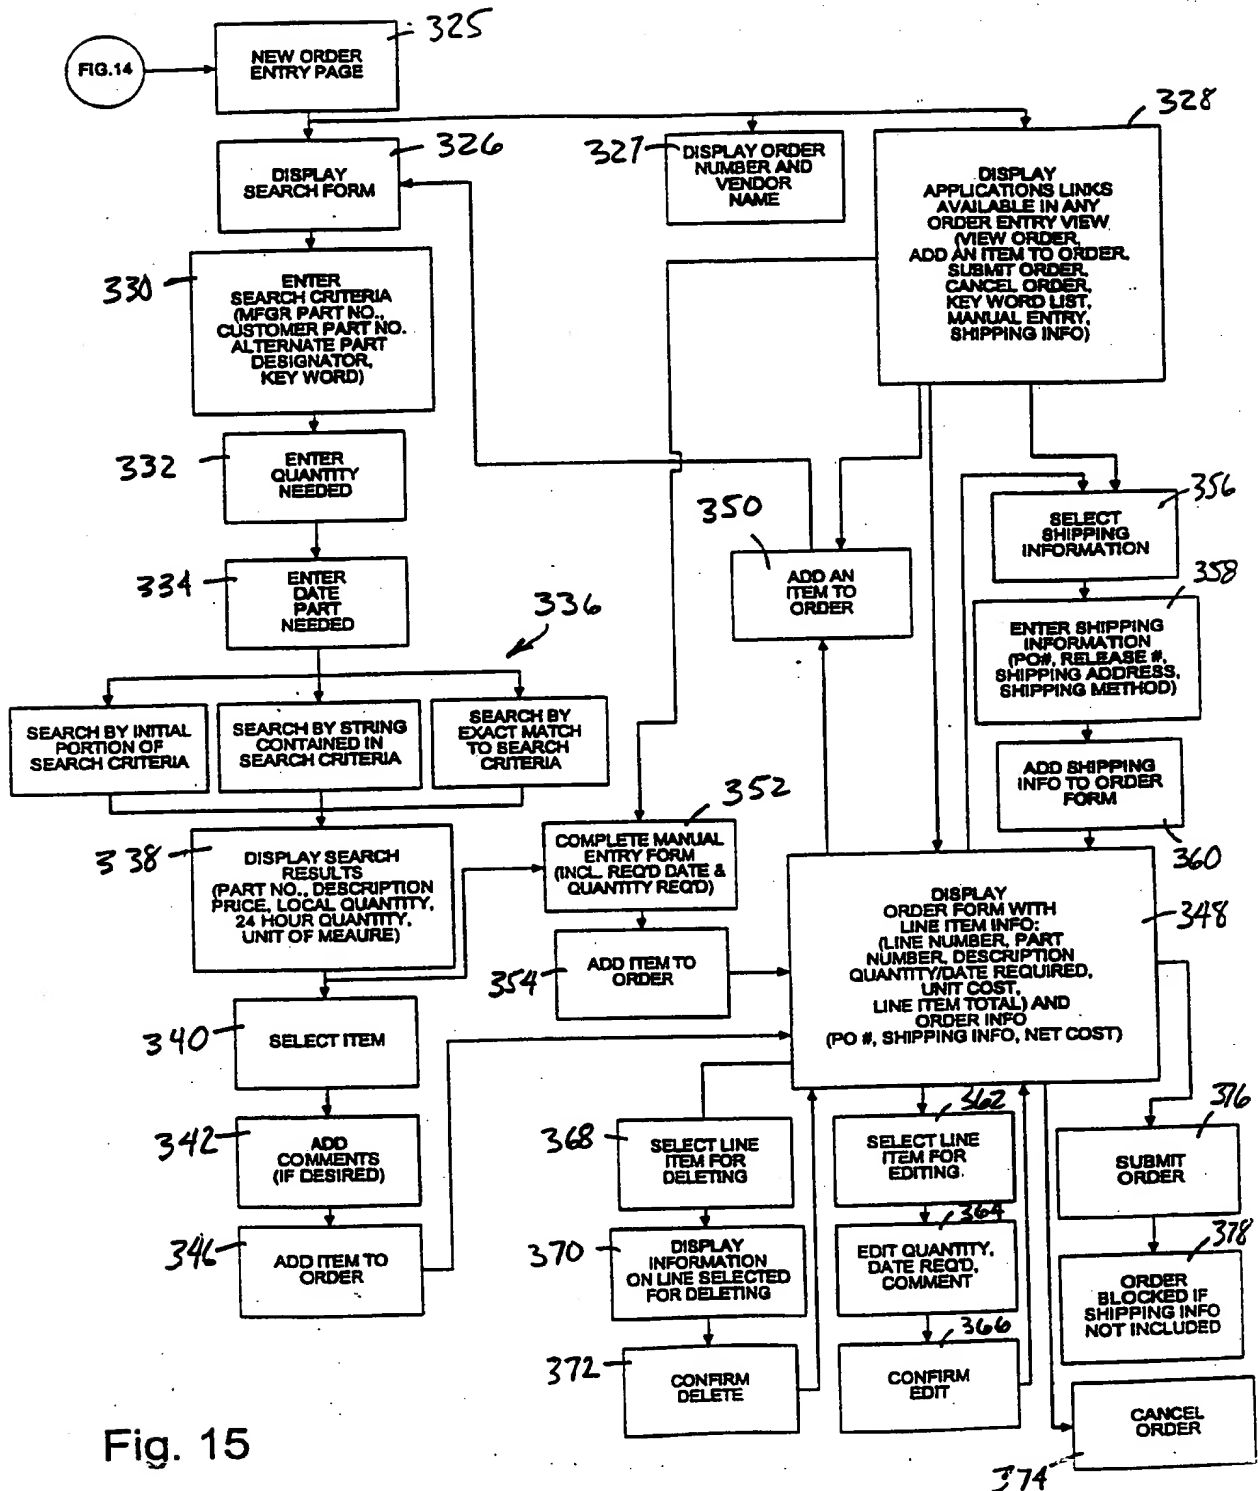 325
FIG.14
NEW ORDER
ENTRY PAGE
326
DISPLAY
SEARCH FORM
327
DISPLAY ORDER
NUMBER AND
VENDOR
NAME
328
DISPLAY
APPLICATIONS LINKS
AVAILABLE IN ANY
ORDER ENTRY VIEW
(VIEW ORDER,
ADD AN ITEM TO ORDER,
SUBMIT ORDER,
CANCEL ORDER,
KEY WORD LIST,
MANUAL ENTRY,
SHIPPING INFO)
330
ENTER
SEARCH CRITERIA
(MFGR PART NO.,
CUSTOMER PART NO.
ALTERNATE PART
DESIGNATOR,
KEY WORD)
332
ENTER
QUANTITY
NEEDED
334
ENTER
DATE
PART
NEEDED
336
SEARCH BY INITIAL
PORTION OF
SEARCH CRITERIA
SEARCH BY STRING
CONTAINED IN
SEARCH CRITERIA
SEARCH BY
EXACT MATCH
TO SEARCH
CRITERIA
338
DISPLAY SEARCH
RESULTS
(PART NO., DESCRIPTION
PRICE, LOCAL QUANTITY,
24 HOUR QUANTITY,
UNIT OF MEAURE)
340
SELECT ITEM
342
ADD
COMMENTS
(IF DESIRED)
346
ADD ITEM TO
ORDER
350
ADD AN
ITEM TO
ORDER
352
COMPLETE MANUAL
ENTRY FORM
(INCL. REQ'D DATE &
QUANTITY REQ'D)
354
ADD ITEM TO
ORDER
356
SELECT
SHIPPING
INFORMATION
358
ENTER SHIPPING
INFORMATION
(PO#, RELEASE #,
SHIPPING ADDRESS,
SHIPPING METHOD)
ADD SHIPPING
INFO TO ORDER
FORM
360
348
DISPLAY
ORDER FORM WITH
LINE ITEM INFO:
(LINE NUMBER, PART
NUMBER, DESCRIPTION
QUANTITY/DATE REQUIRED,
UNIT COST,
LINE ITEM TOTAL) AND
ORDER INFO
(PO #, SHIPPING INFO, NET COST)
368
SELECT LINE
ITEM FOR
DELETING
370
DISPLAY
INFORMATION
ON LINE SELECTED
FOR DELETING
372
CONFIRM
DELETE
362
SELECT LINE
ITEM FOR
EDITING
364
EDIT QUANTITY,
DATE REQ'D,
COMMENT
366
CONFIRM
EDIT
376
SUBMIT
ORDER
378
ORDER
BLOCKED IF
SHIPPING INFO
NOT INCLUDED
CANCEL
ORDER
374
Fig. 15